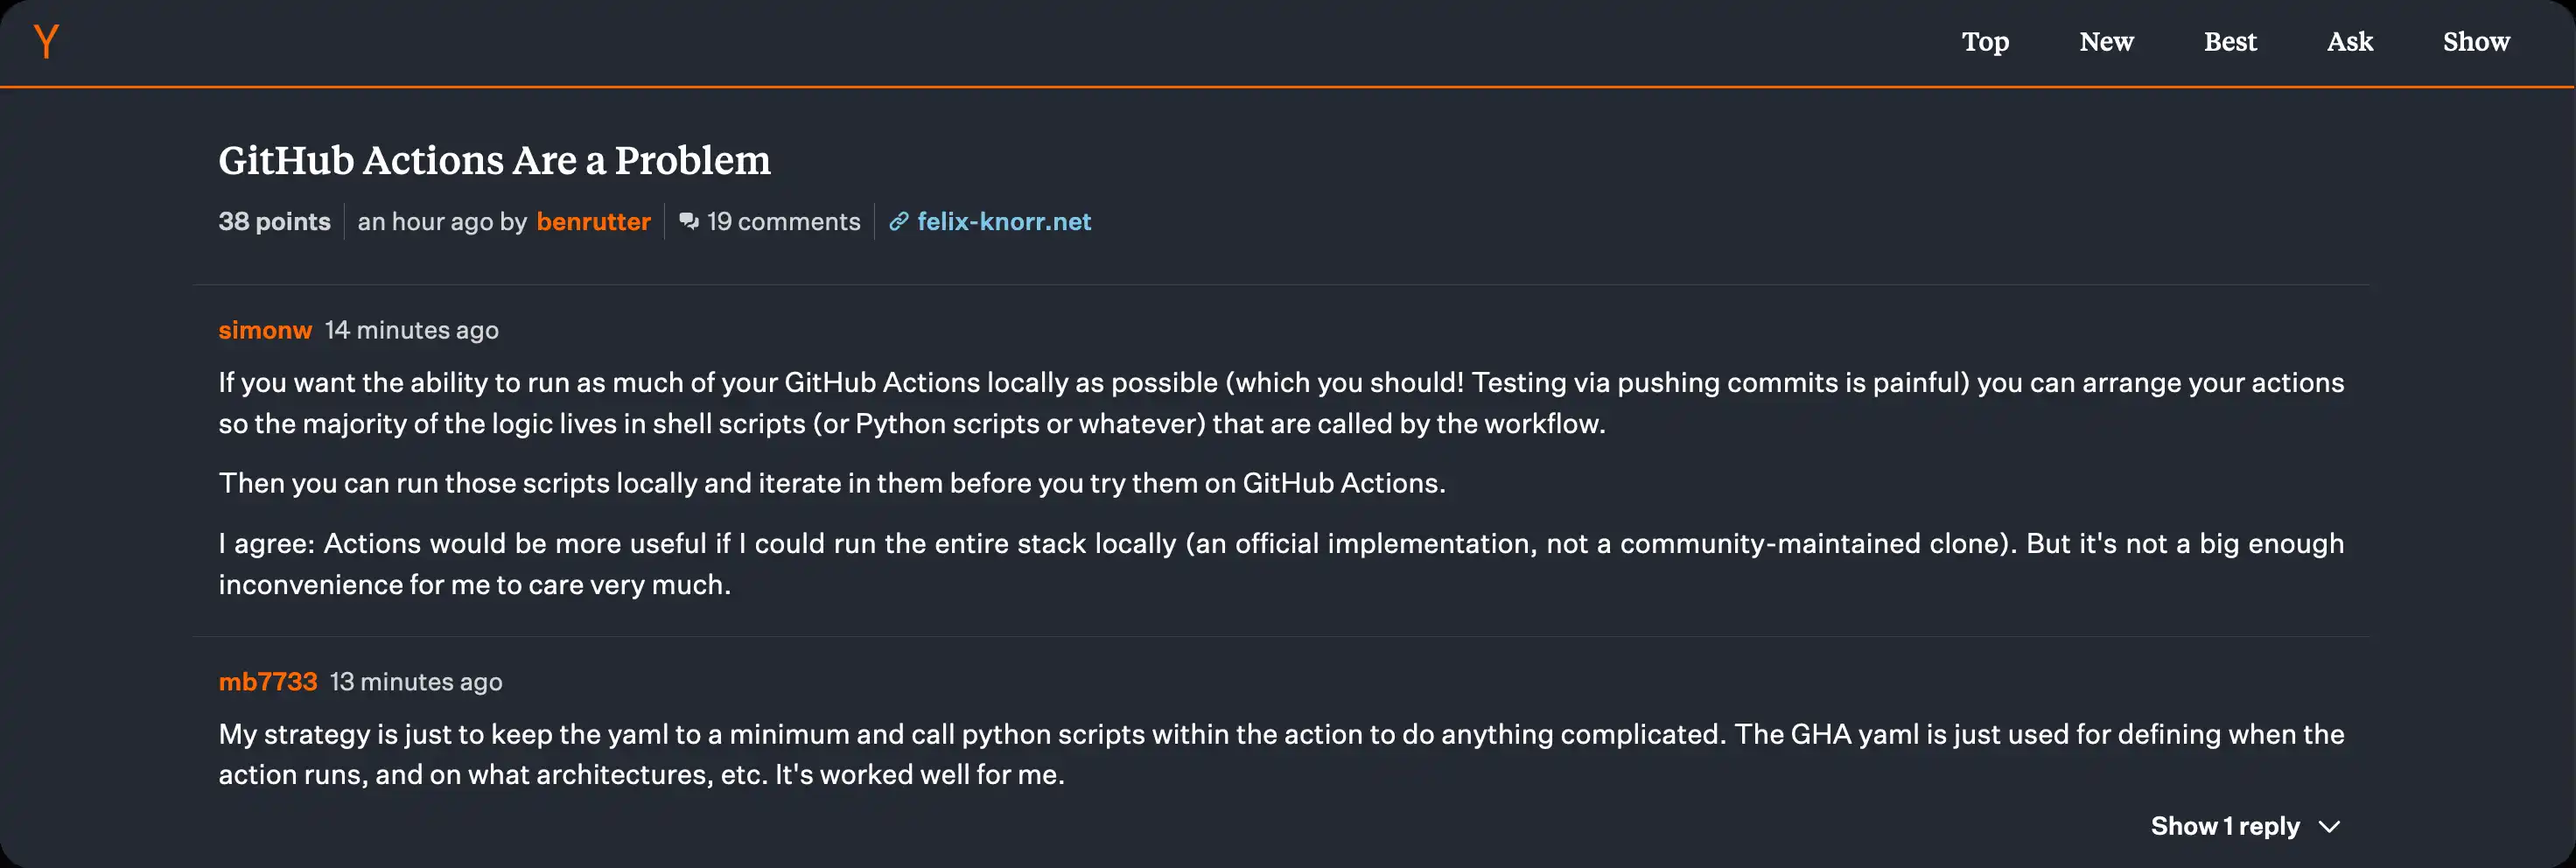 Y
Top New Best Ask Show
GitHub Actions Are a Problem
38 points an hour ago by benrutter 19 comments felix-knorr.net
simonw 14 minutes ago
If you want the ability to run as much of your GitHub Actions locally as possible (which you should! Testing via pushing commits is painful) you can arrange your actions
so the majority of the logic lives in shell scripts (or Python scripts or whatever) that are called by the workflow.
Then you can run those scripts locally and iterate in them before you try them on GitHub Actions.
I agree: Actions would be more useful if I could run the entire stack locally (an official implementation, not a community-maintained clone). But it's not a big enough
inconvenience for me to care very much.
mb7733 13 minutes ago
My strategy is just to keep the yaml to a minimum and call python scripts within the action to do anything complicated. The GHA yaml is just used for defining when the
action runs, and on what architectures, etc. It's worked well for me.
Show 1 reply